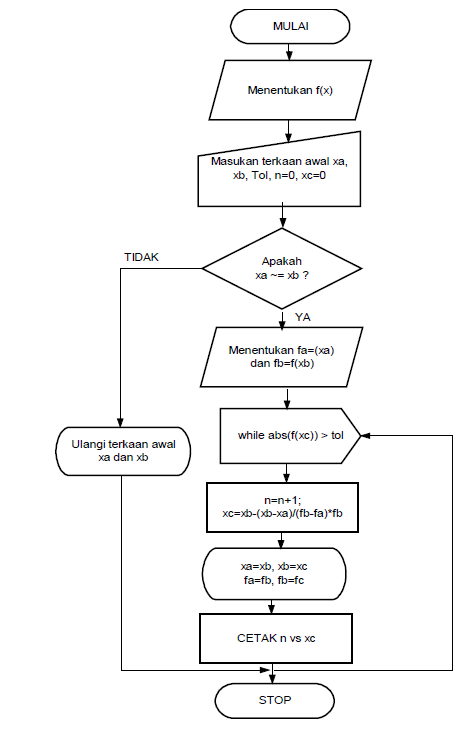 MULAI
Menentukan f(x)
Masukan terkaan awal xa,
xb, Tol, n=0, xc=0
TIDAK
Apakah
xa ~= xb ?
YA
Menentukan fa=(xa)
dan fb=f(xb)
Ulangi terkaan awal
xa dan xb
while abs(f(xc)) > tol
n=n+1;
xc=xb-(xb-xa)/(fb-fa)*fb
xa=xb, xb=xc
fa=fb, fb=fc
CETAK n vs xc
STOP